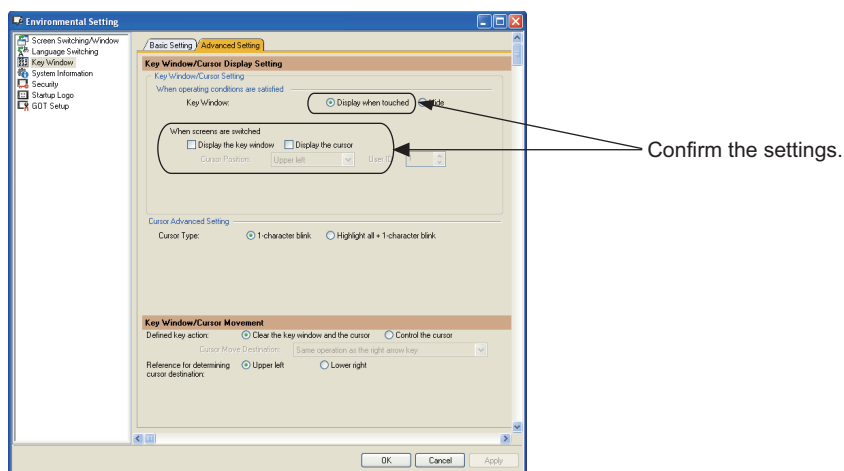 Environmental Setting
Screen Switching/Window
Language Switching
Key Window
System Information
Security
Startup Logo
GOT Setup
Basic Setting Advanced Setting
Key Window/Cursor Display Setting
Key Window/Cursor Setting
When operating conditions are satisfied
Key Window: Display when touched Hide
When screens are switched
Display the key window Display the cursor
Cursor Position: Upper left User ID:
Confirm the settings.
Cursor Advanced Setting
Cursor Type: 1-character blink Highlight all + 1-character blink
Key Window/Cursor Movement
Defined key action: Clear the key window and the cursor Control the cursor
Cursor Move Destination: Same operation as the right arrow key
Reference for determining Upper left Lower right
cursor destination:
OK Cancel Apply